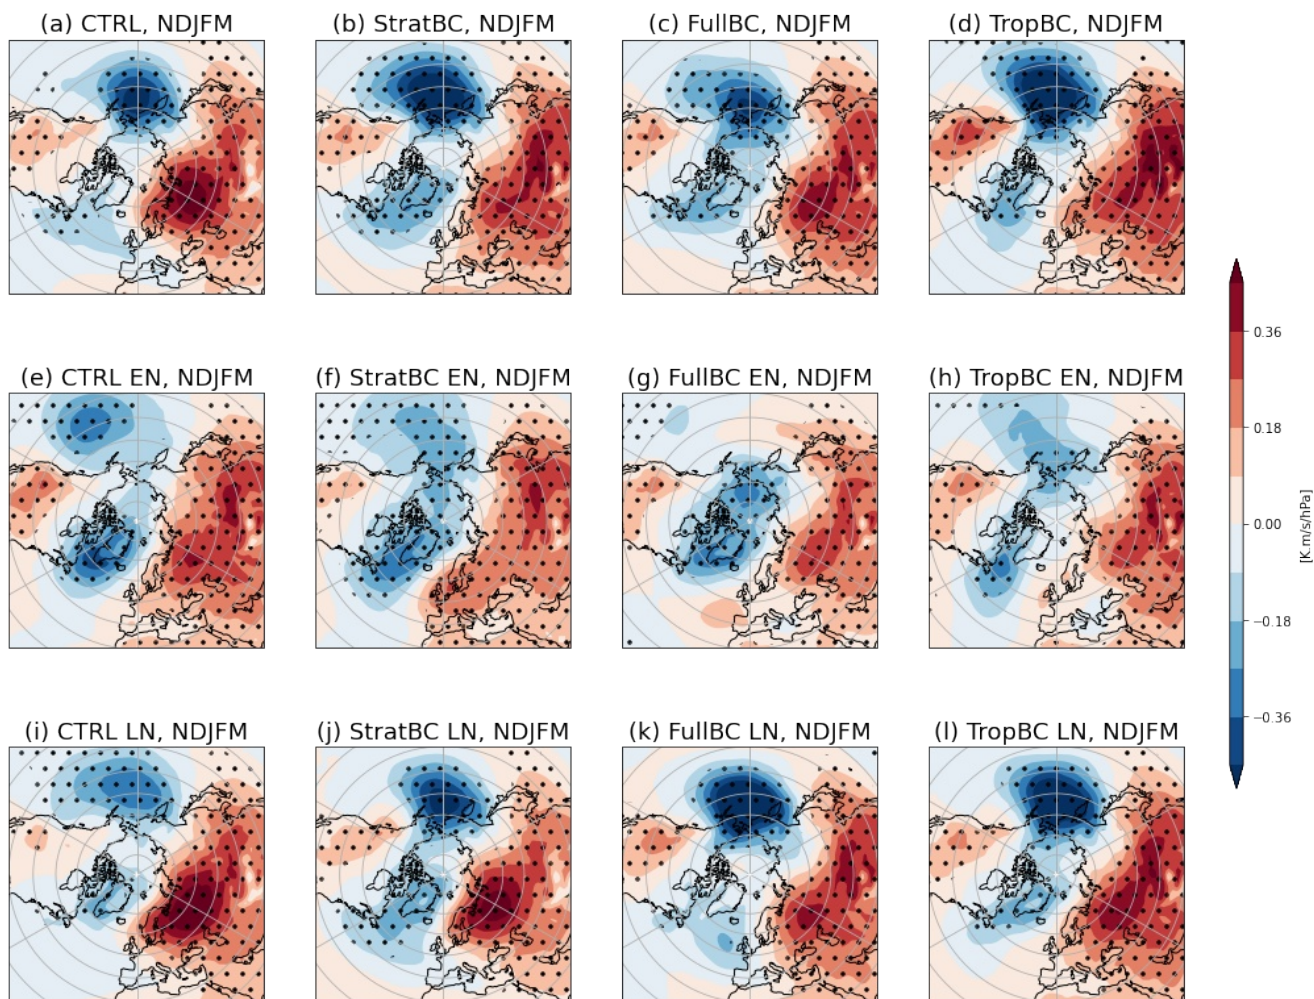 (a) CTRL, NDJFM
(b) StratBC, NDJFM
(c) FullBC, NDJFM
(d) TropBC, NDJFM
(e) CTRL EN, NDJFM
(f) StratBC EN, NDJFM
(g) FullBC EN, NDJFM
(h) TropBC EN, NDJFM
(i) CTRL LN, NDJFM
(j) StratBC LN, NDJFM
(k) FullBC LN, NDJFM
(l) TropBC LN, NDJFM
0.36
0.18
0.00
−0.18
−0.36
[K.m/s/hPa]